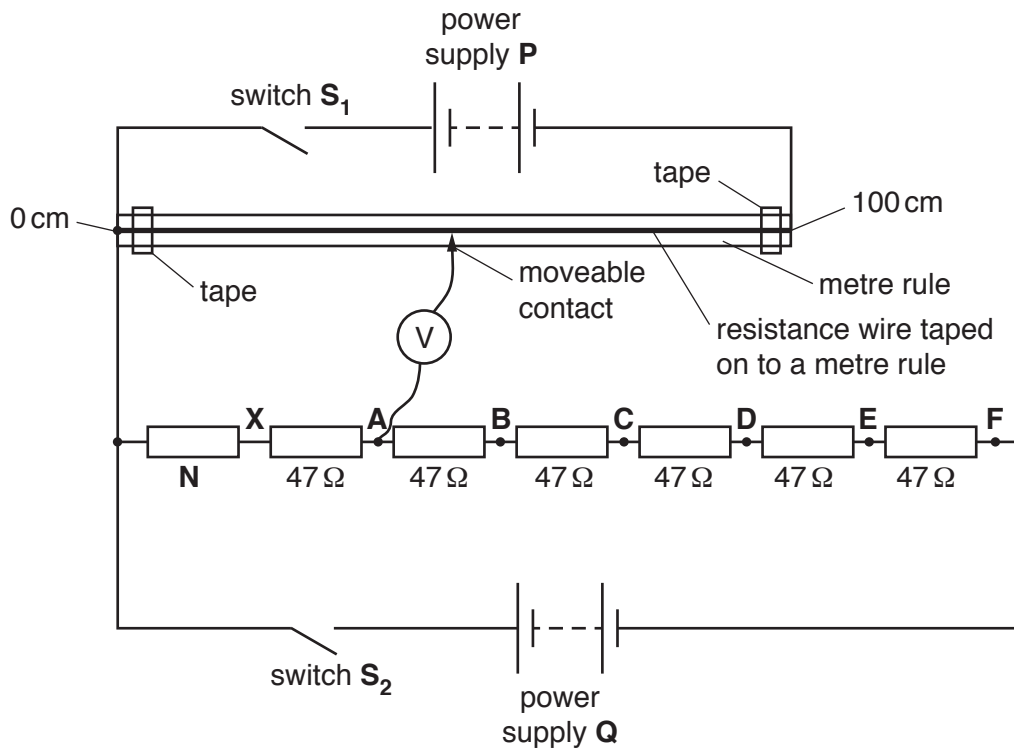 power
supply P
switch S₁
tape
0 cm
100 cm
tape
moveable
contact
metre rule
V
resistance wire taped
on to a metre rule
X A B C D E F
N 47 Ω 47 Ω 47 Ω 47 Ω 47 Ω 47 Ω
switch S₂
power
supply Q